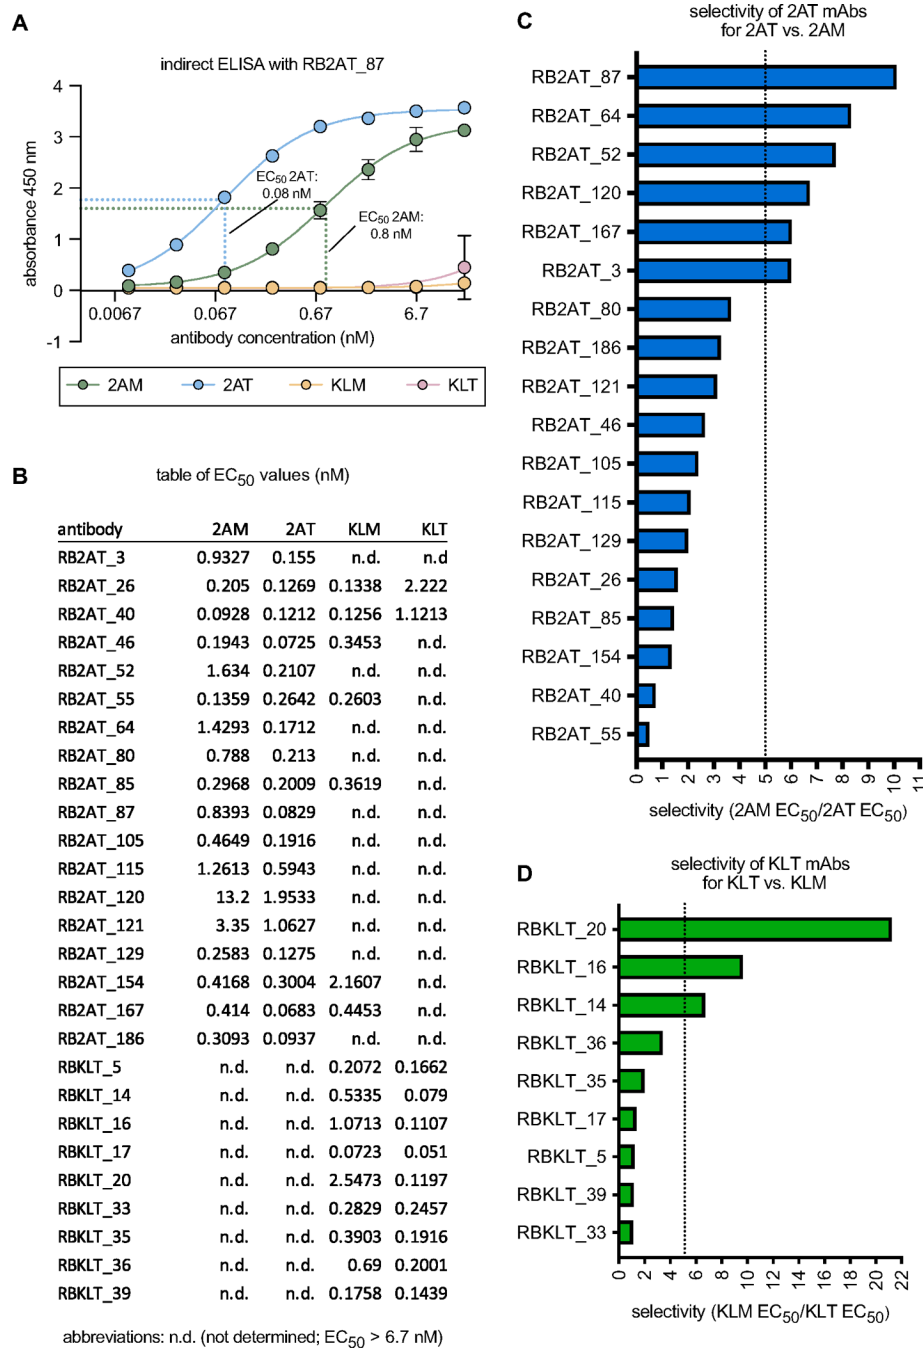 A
indirect ELISA with RB2AT_87
absorbance 450 nm
4
3
2
1
0
-1
EC50 2AT:
0.08 nM
EC50 2AM:
0.8 nM
0.0067 0.067 0.67 6.7
antibody concentration (nM)
2AM 2AT KLM KLT
B
table of EC50 values (nM)
antibody 2AM 2AT KLM KLT
RB2AT_3 0.9327 0.155 n.d. n.d
RB2AT_26 0.205 0.1269 0.1338 2.222
RB2AT_40 0.0928 0.1212 0.1256 1.1213
RB2AT_46 0.1943 0.0725 0.3453 n.d.
RB2AT_52 1.634 0.2107 n.d. n.d.
RB2AT_55 0.1359 0.2642 0.2603 n.d.
RB2AT_64 1.4293 0.1712 n.d. n.d.
RB2AT_80 0.788 0.213 n.d. n.d.
RB2AT_85 0.2968 0.2009 0.3619 n.d.
RB2AT_87 0.8393 0.0829 n.d. n.d.
RB2AT_105 0.4649 0.1916 n.d. n.d.
RB2AT_115 1.2613 0.5943 n.d. n.d.
RB2AT_120 13.2 1.9533 n.d. n.d.
RB2AT_121 3.35 1.0627 n.d. n.d.
RB2AT_129 0.2583 0.1275 n.d. n.d.
RB2AT_154 0.4168 0.3004 2.1607 n.d.
RB2AT_167 0.414 0.0683 0.4453 n.d.
RB2AT_186 0.3093 0.0937 n.d. n.d.
RBKLT_5 n.d. n.d. 0.2072 0.1662
RBKLT_14 n.d. n.d. 0.5335 0.079
RBKLT_16 n.d. n.d. 1.0713 0.1107
RBKLT_17 n.d. n.d. 0.0723 0.051
RBKLT_20 n.d. n.d. 2.5473 0.1197
RBKLT_33 n.d. n.d. 0.2829 0.2457
RBKLT_35 n.d. n.d. 0.3903 0.1916
RBKLT_36 n.d. n.d. 0.69 0.2001
RBKLT_39 n.d. n.d. 0.1758 0.1439
abbreviations: n.d. (not determined; EC50 > 6.7 nM)
C
selectivity of 2AT mAbs
for 2AT vs. 2AM
RB2AT_87
RB2AT_64
RB2AT_52
RB2AT_120
RB2AT_167
RB2AT_3
RB2AT_80
RB2AT_186
RB2AT_121
RB2AT_46
RB2AT_105
RB2AT_115
RB2AT_129
RB2AT_26
RB2AT_85
RB2AT_154
RB2AT_40
RB2AT_55
0 1 2 3 4 5 6 7 8 9 10 11
selectivity (2AM EC50/2AT EC50)
D
selectivity of KLT mAbs
for KLT vs. KLM
RBKLT_20
RBKLT_16
RBKLT_14
RBKLT_36
RBKLT_35
RBKLT_17
RBKLT_5
RBKLT_39
RBKLT_33
0 2 4 6 8 10 12 14 16 18 20 22
selectivity (KLM EC50/KLT EC50)